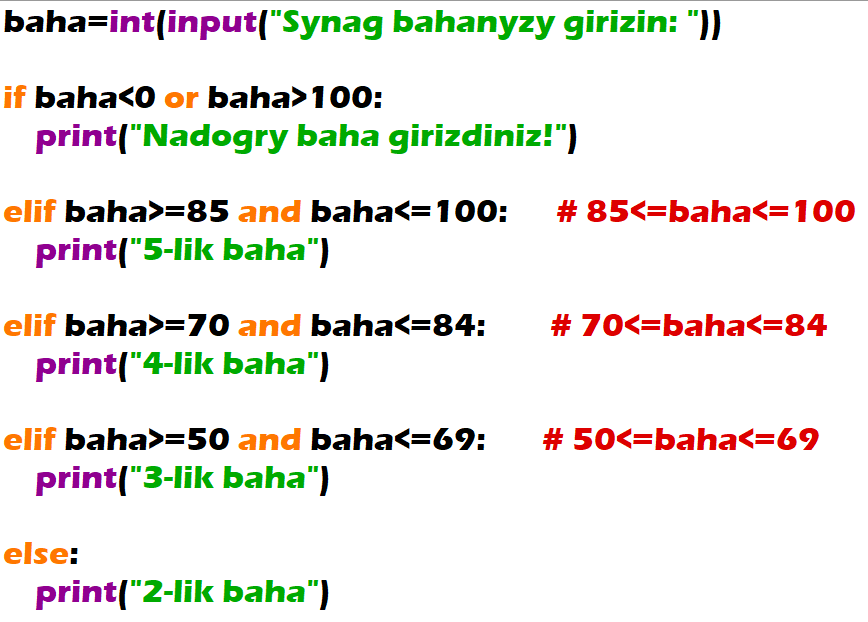 baha=int(input("Synag bahanyzy girizin: "))
if baha<0 or baha>100:
print("Nadogry baha girizdiniz!")
elif baha>=85 and baha<=100: # 85<=baha<=100
print("5-lik baha")
elif baha>=70 and baha<=84: # 70<=baha<=84
print("4-lik baha")
elif baha>=50 and baha<=69: # 50<=baha<=69
print("3-lik baha")
else:
print("2-lik baha")